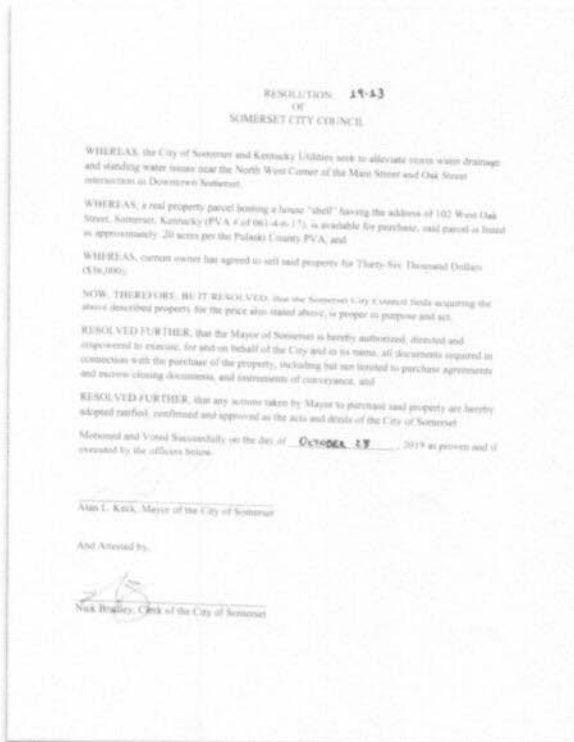 RESOLUTION: 19-13
OF
SOMERSET CITY COUNCIL
WHEREAS, the City of Somerset and Kentucky Utilities seek to alleviate storm water drainage
and standing water issues near the North West Corner of the Main Street and Oak Street
intersection in Downtown Somerset.
WHEREAS, a real property parcel hosting a house "shell" having the address of 102 West Oak
Street, Somerset, Kentucky (PVA # of 061-4-6-17), is available for purchase, said parcel is listed
as approximately .20 acres per the Pulaski County PVA, and
WHEREAS, current owner has agreed to sell said property for Thirty-Six Thousand Dollars
($36,000).
NOW, THEREFORE, BE IT RESOLVED, that the Somerset City Council finds acquiring the
above described property for the price also stated above, is proper in purpose and act.
RESOLVED FURTHER, that the Mayor of Somerset is hereby authorized, directed and
empowered to execute, for and on behalf of the City and in its name, all documents required in
connection with the purchase of the property, including but not limited to purchase agreements
and escrow closing documents, and instruments of conveyance, and
RESOLVED FURTHER, that any actions taken by Mayor to purchase said property are hereby
adopted ratified, confirmed and approved as the acts and deeds of the City of Somerset
Motioned and Voted Successfully on the day of OCTOBER 28, 2019 as proven and if
executed by the officers below.
Alan L. Keck, Mayor of the City of Somerset
And Attested by,
Nick Bradley, Clerk of the City of Somerset